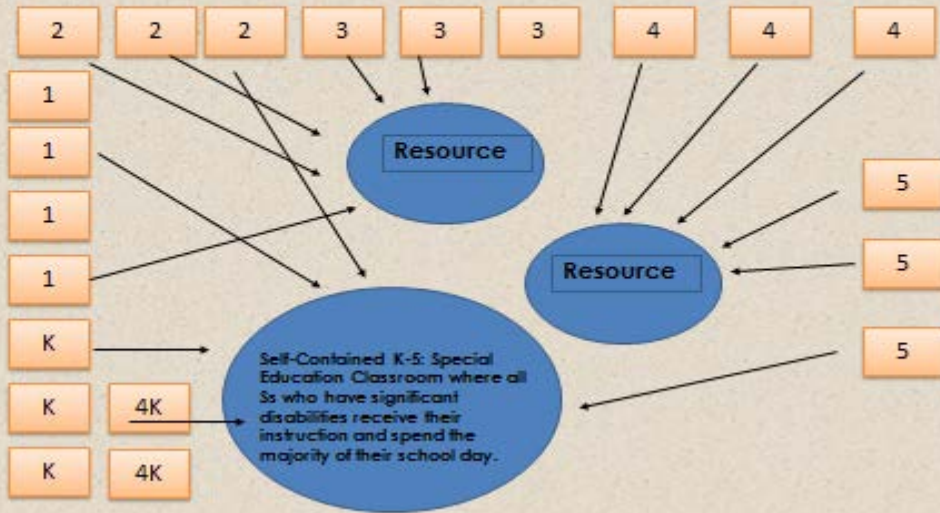 2 2 2 3 3 3 4 4 4
1
1
1
1
K
K 4K
K 4K
Resource
Resource
5
5
5
Self-Contained K-5: Special
Education Classroom where all
Ss who have significant
disabilities receive their
instruction and spend the
majority of their school day.